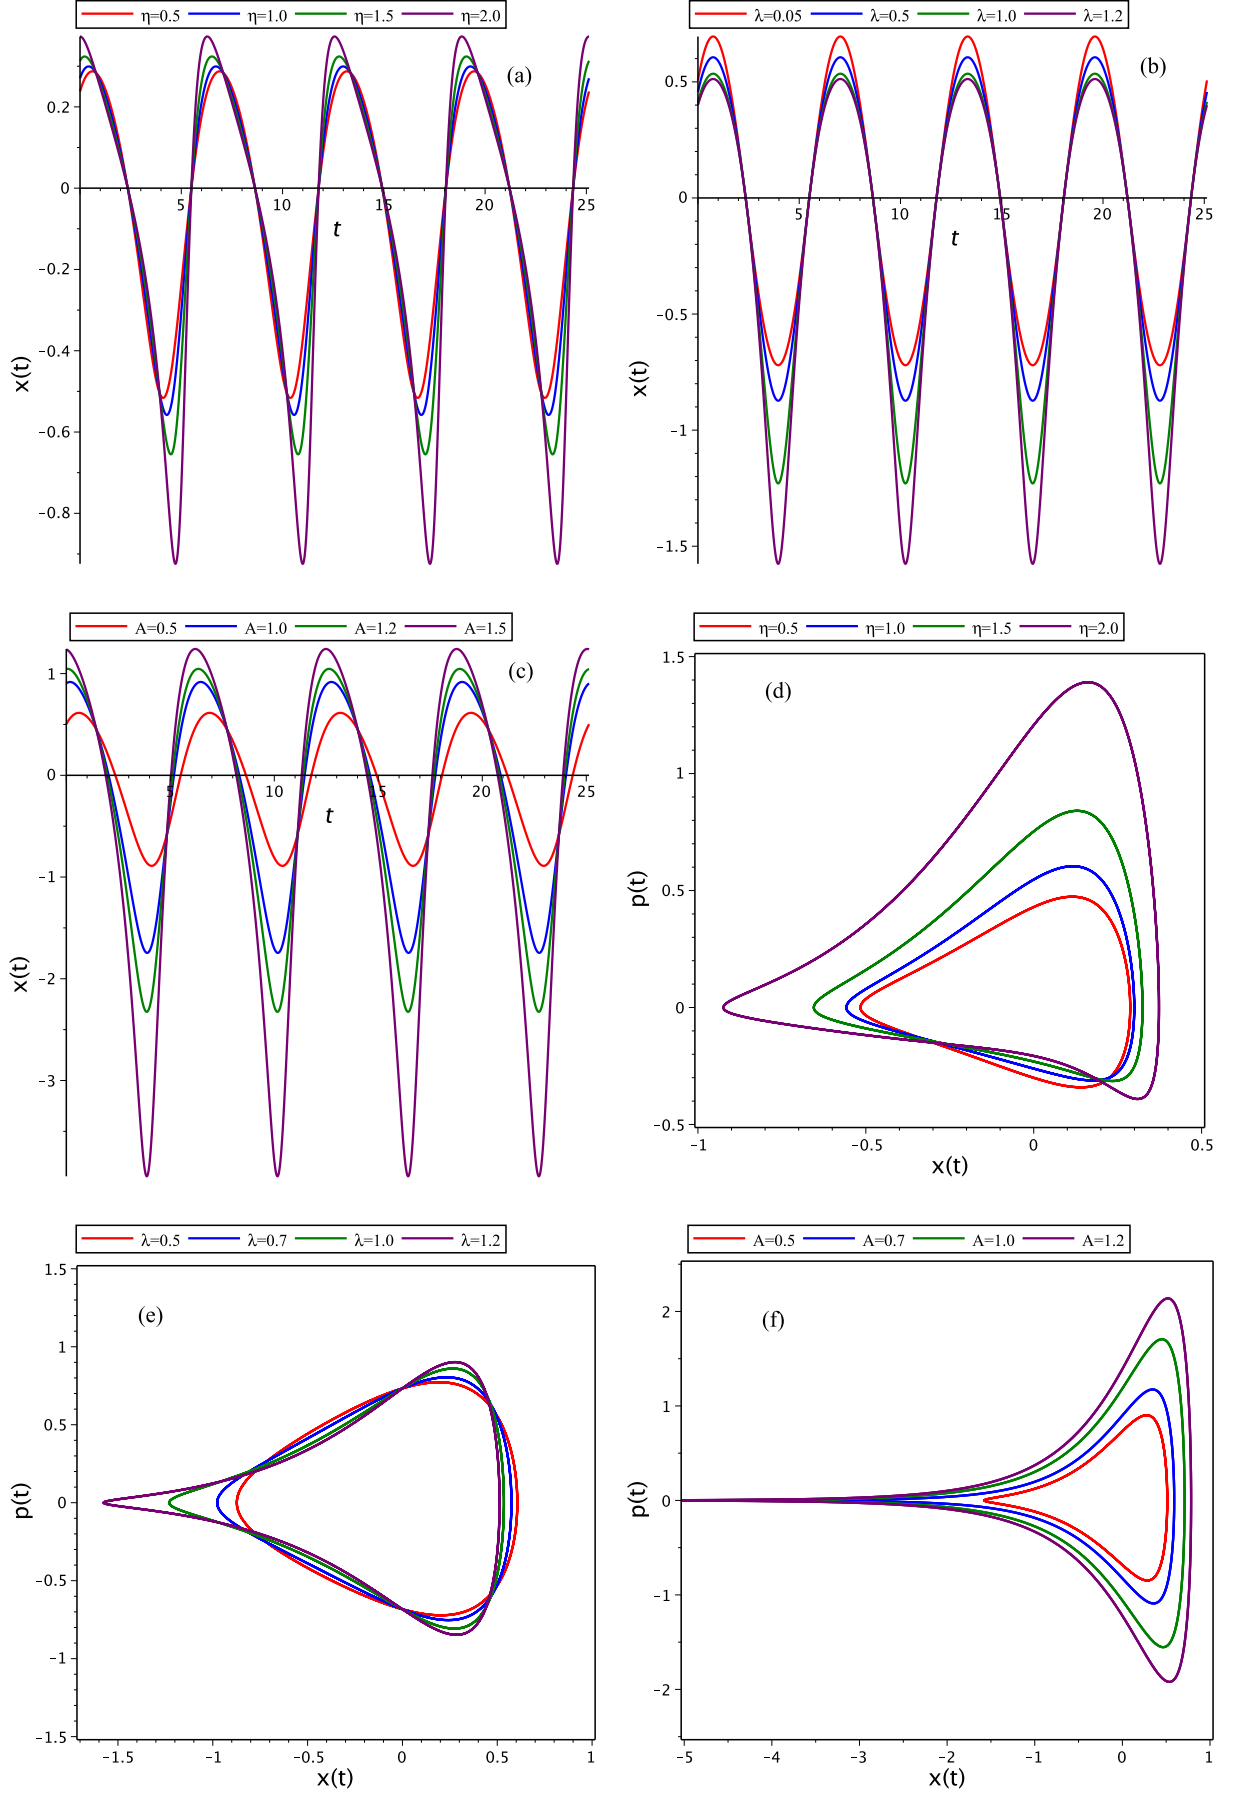 η=0.5 η=1.0 η=1.5 η=2.0
(a)
0.2
0
−0.2
−0.4
−0.6
−0.8
5 10 15 20 25
t
x(t)
λ=0.05 λ=0.5 λ=1.0 λ=1.2
(b)
0.5
0
−0.5
−1
−1.5
5 10 15 20 25
t
x(t)
A=0.5 A=1.0 A=1.2 A=1.5
(c)
1
0
−1
−2
−3
5 10 15 20 25
t
x(t)
η=0.5 η=1.0 η=1.5 η=2.0
(d)
1.5
1
0.5
0
−0.5
p(t)
−1 −0.5 0 0.5
x(t)
λ=0.5 λ=0.7 λ=1.0 λ=1.2
(e)
1.5
1
0.5
0
−0.5
−1
−1.5
p(t)
−1.5 −1 −0.5 0 0.5 1
x(t)
A=0.5 A=0.7 A=1.0 A=1.2
(f)
2
1
0
−1
−2
p(t)
−5 −4 −3 −2 −1 0 1
x(t)